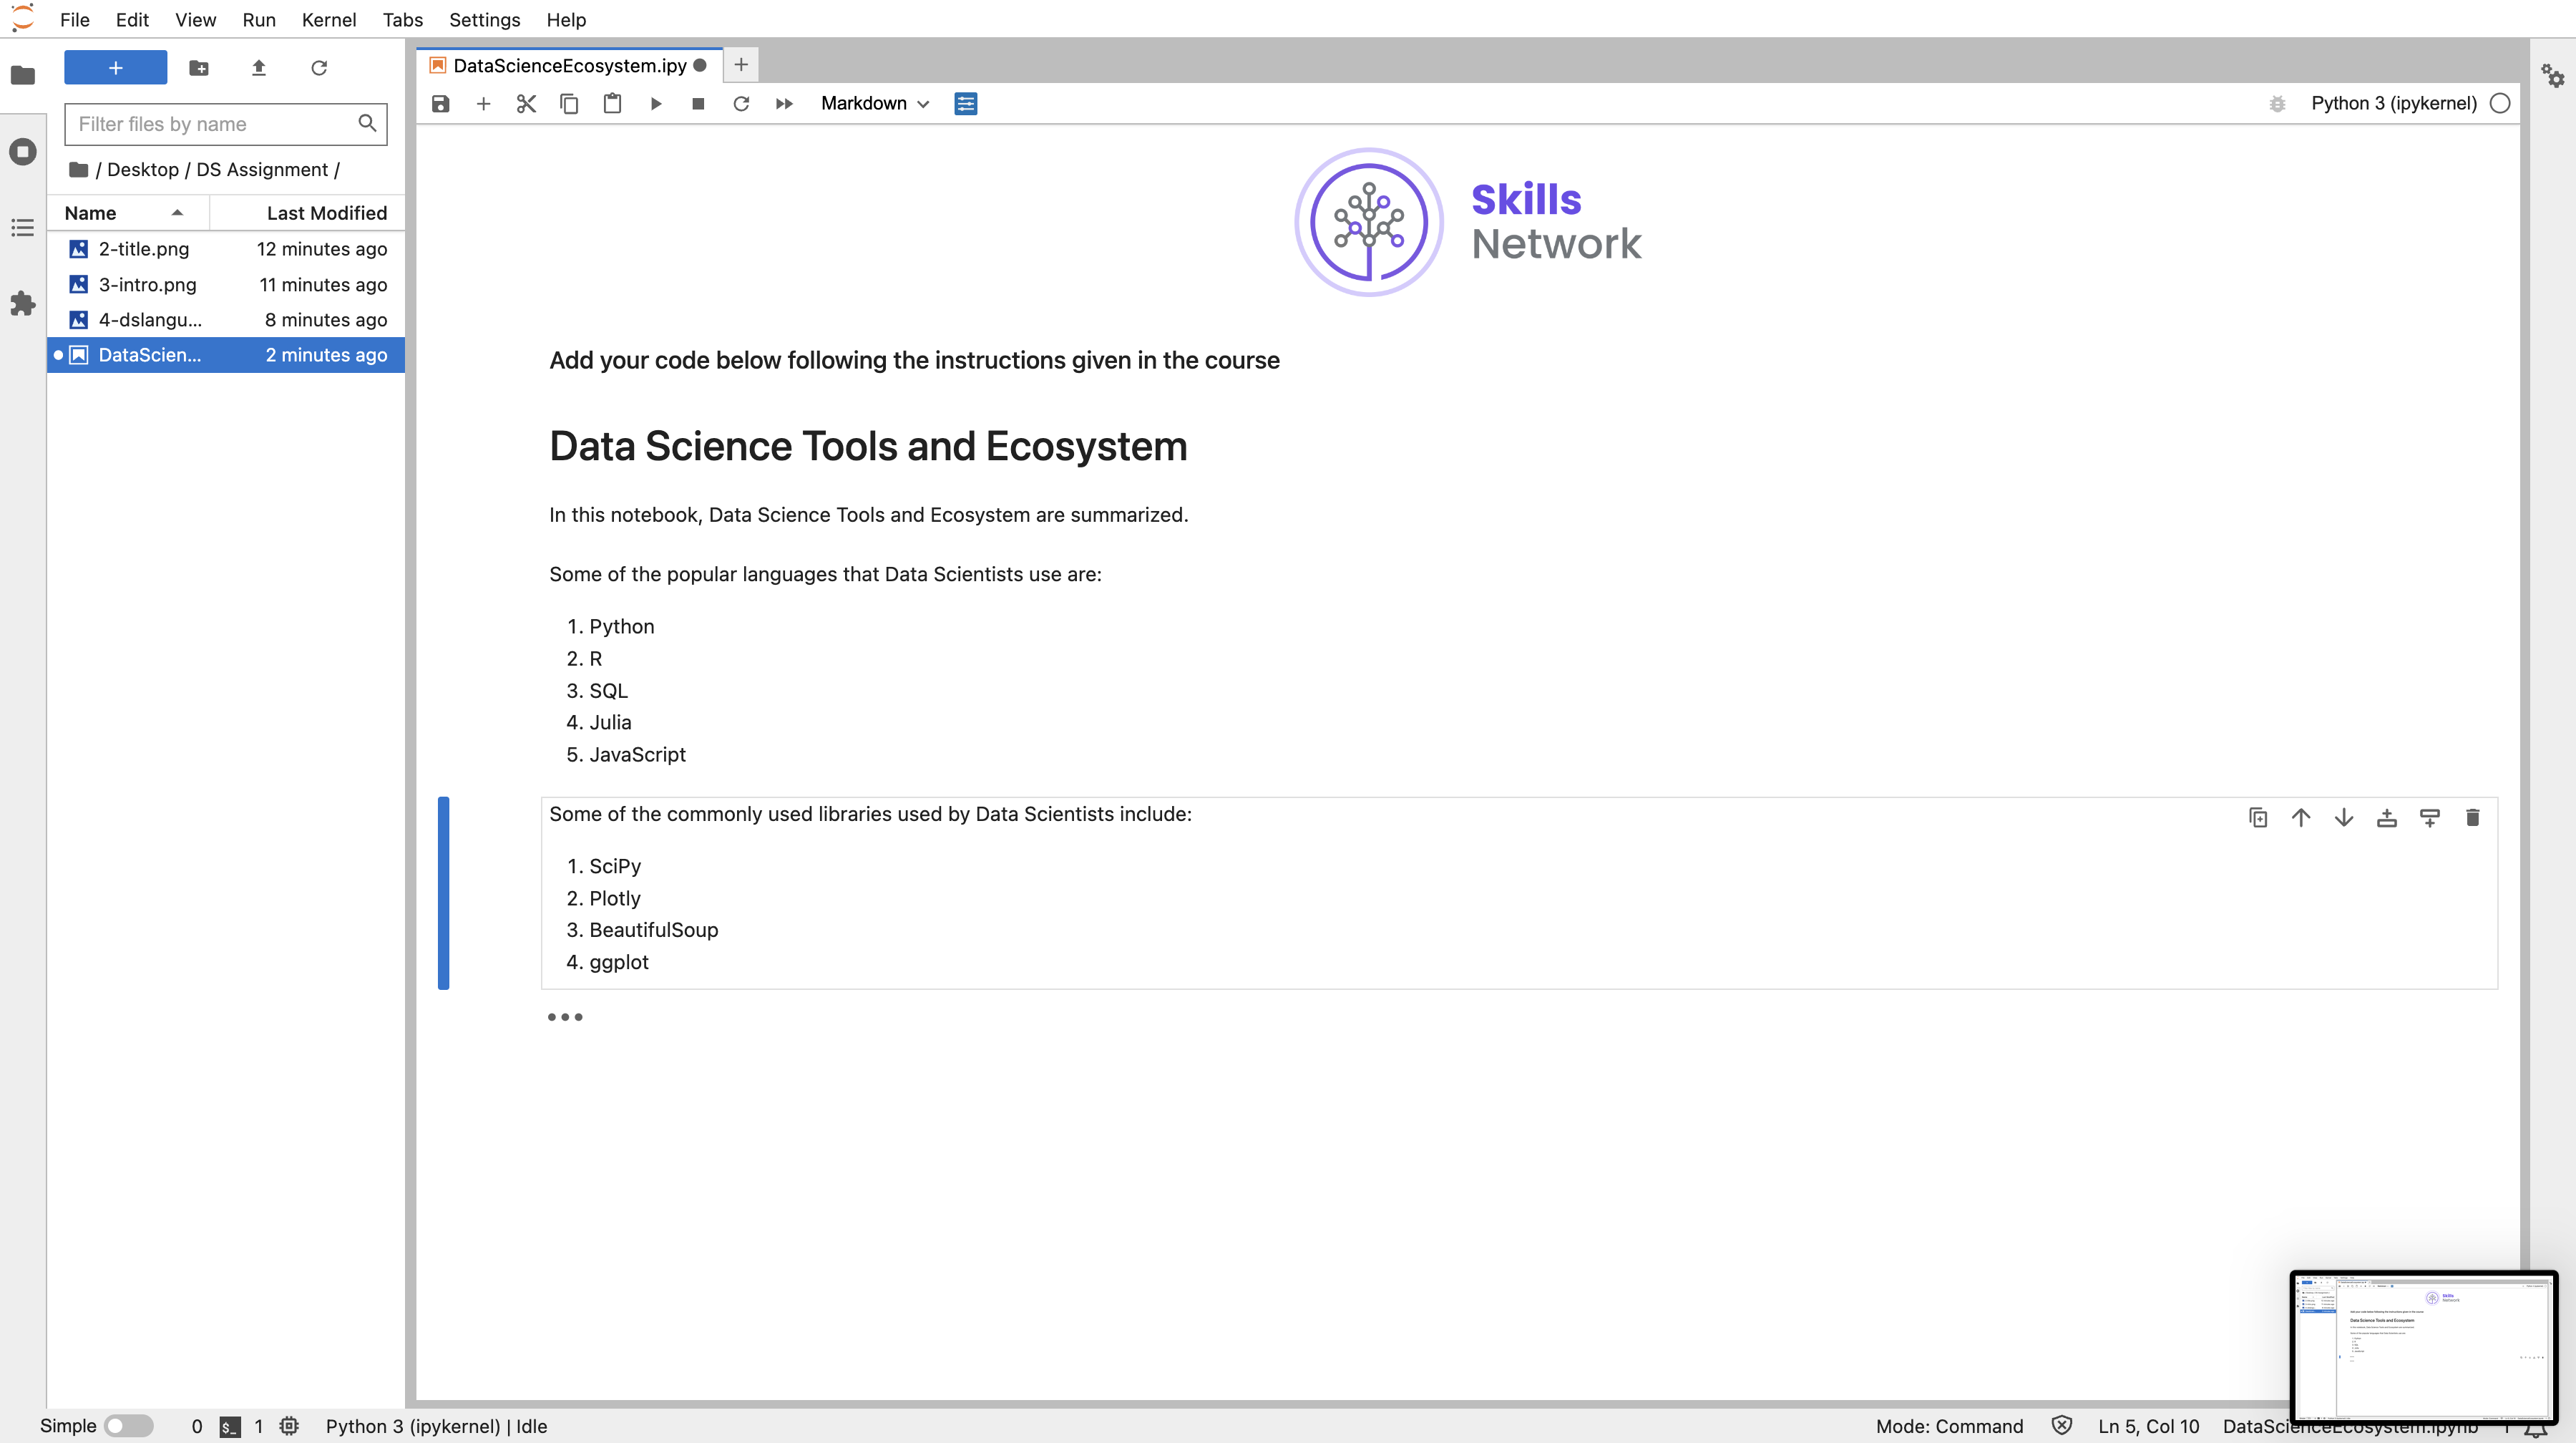 File Edit View Run Kernel Tabs Settings Help
DataScienceEcosystem.ipy
Filter files by name
Markdown
Python 3 (ipykernel)
/ Desktop / DS Assignment /
Name Last Modified
2-title.png 12 minutes ago
3-intro.png 11 minutes ago
4-dslangu... 8 minutes ago
DataScien... 2 minutes ago
Skills
Network
Add your code below following the instructions given in the course
Data Science Tools and Ecosystem
In this notebook, Data Science Tools and Ecosystem are summarized.
Some of the popular languages that Data Scientists use are:
1. Python
2. R
3. SQL
4. Julia
5. JavaScript
Some of the commonly used libraries used by Data Scientists include:
1. SciPy
2. Plotly
3. BeautifulSoup
4. ggplot
Simple 0 $_ 1 Python 3 (ipykernel) | Idle Mode: Command Ln 5, Col 10 DataScienceEcosystem.ipynb